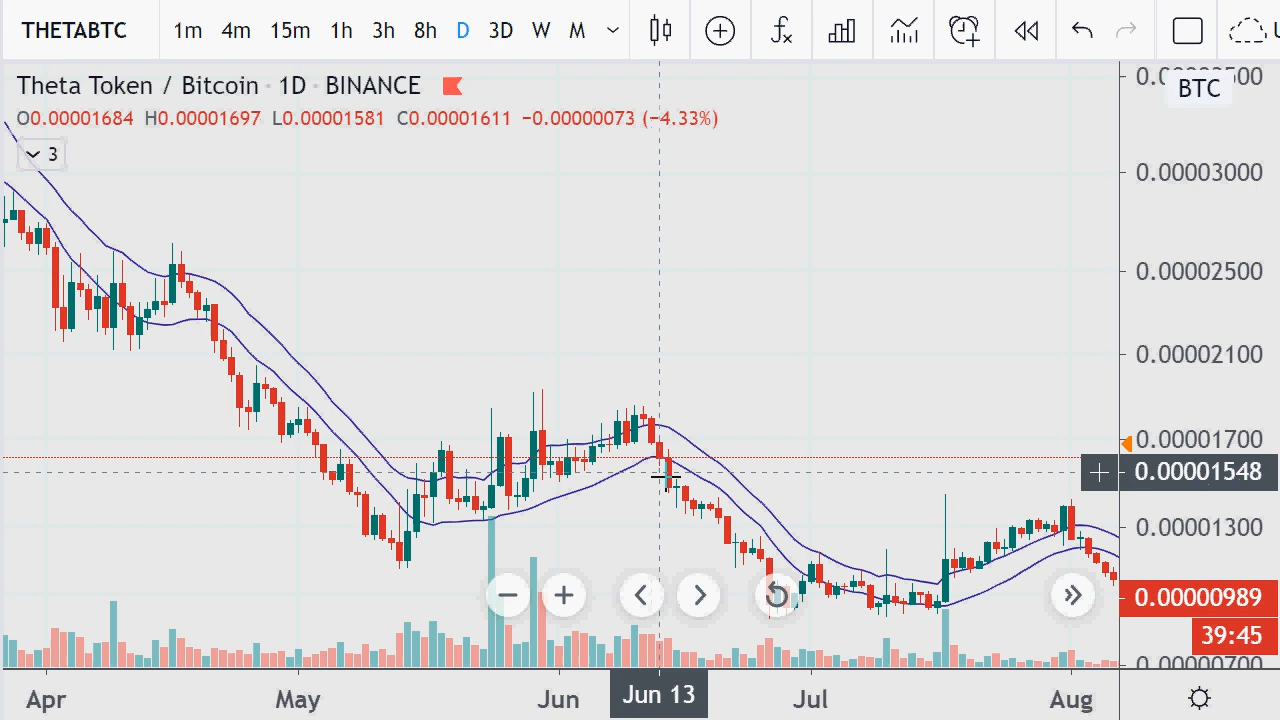 THETABTC 1m 4m 15m 1h 3h 8h D 3D W M
Theta Token / Bitcoin · 1D · BINANCE
O0.00001684 H0.00001697 L0.00001581 C0.00001611 −0.00000073 (−4.33%)
3
BTC
0.00003000
0.00002500
0.00002100
0.00001700
0.00001548
0.00001300
0.00000989
39:45
0.00000700
Apr May Jun Jun 13 Jul Aug